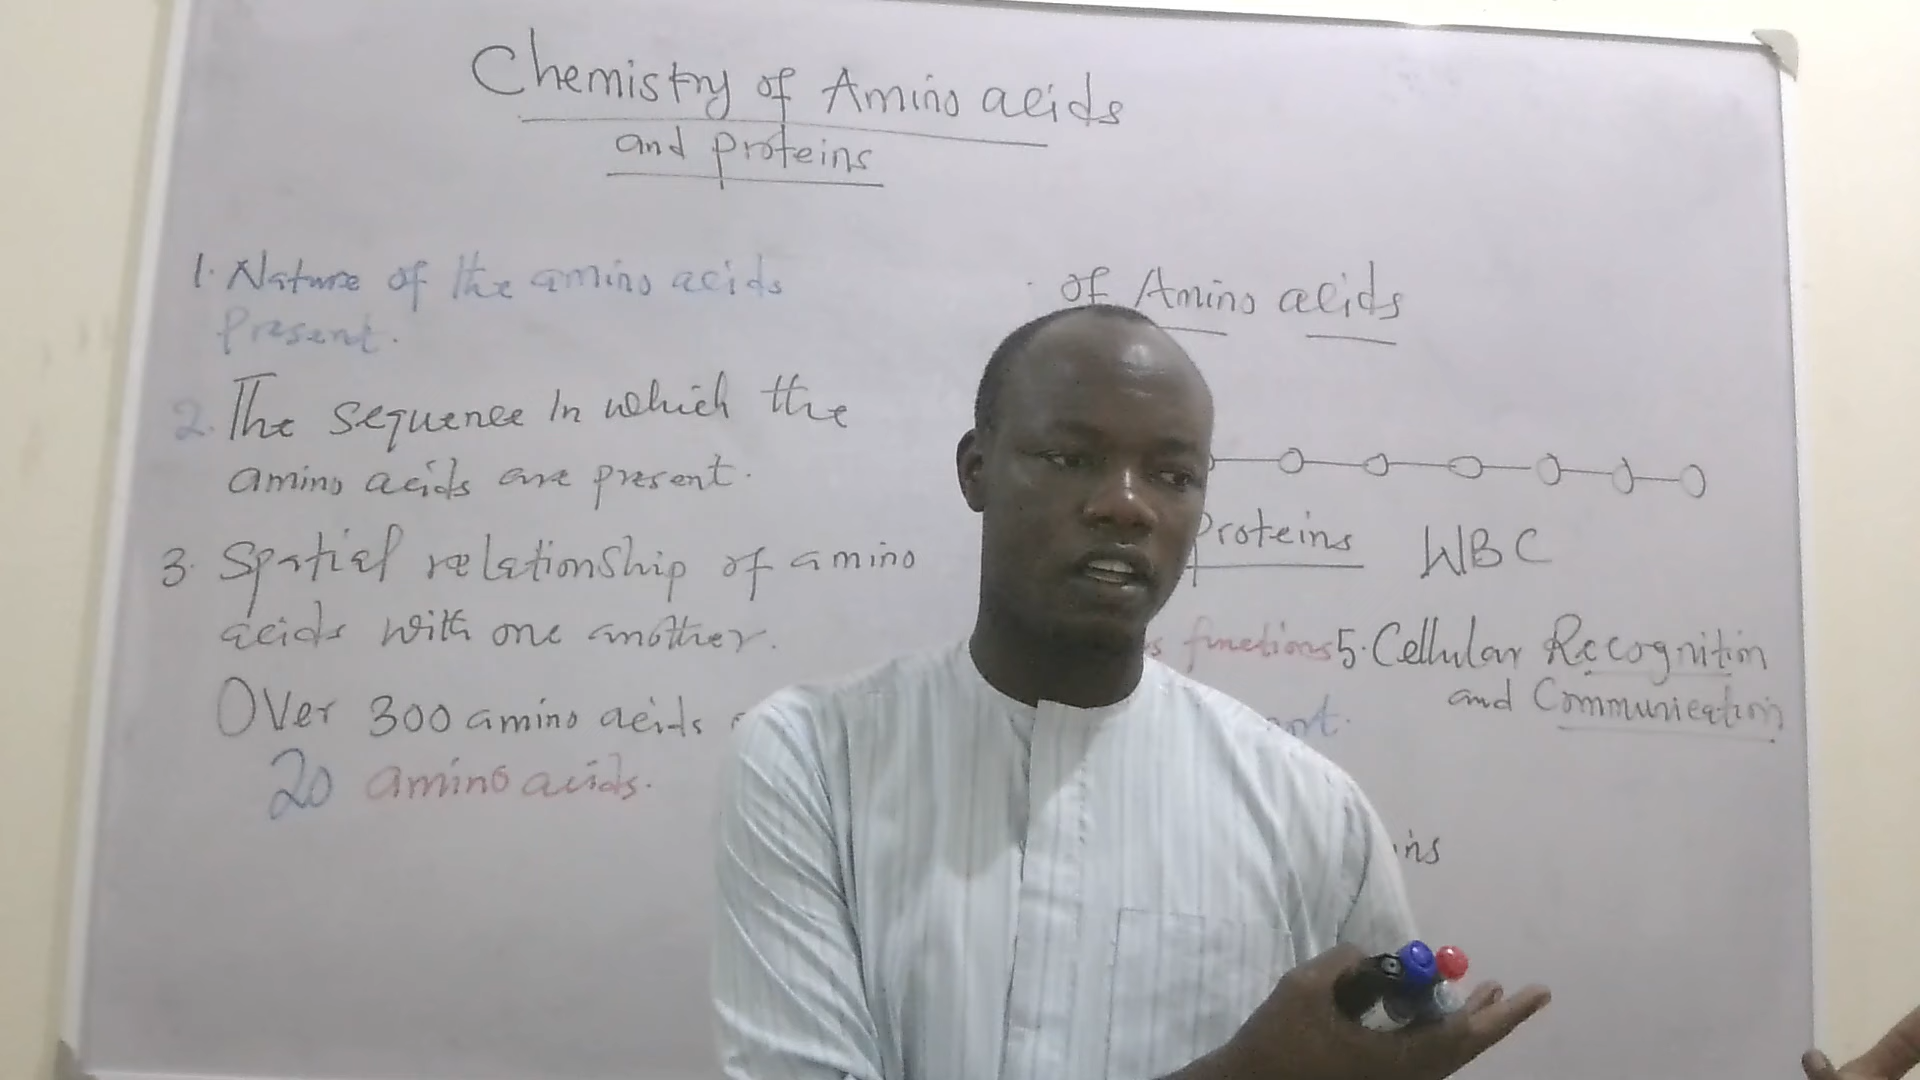 Chemistry of Amino acids
and proteins
1. Nature of the amino acids
Present.
2. The sequence In which the
amino acids are present.
3. Spatial relationship of amino
acids with one another.
Over 300 amino acids
20 amino acids.
of Amino acids
Proteins WBC
functions 5. Cellular Recognition
and Communication